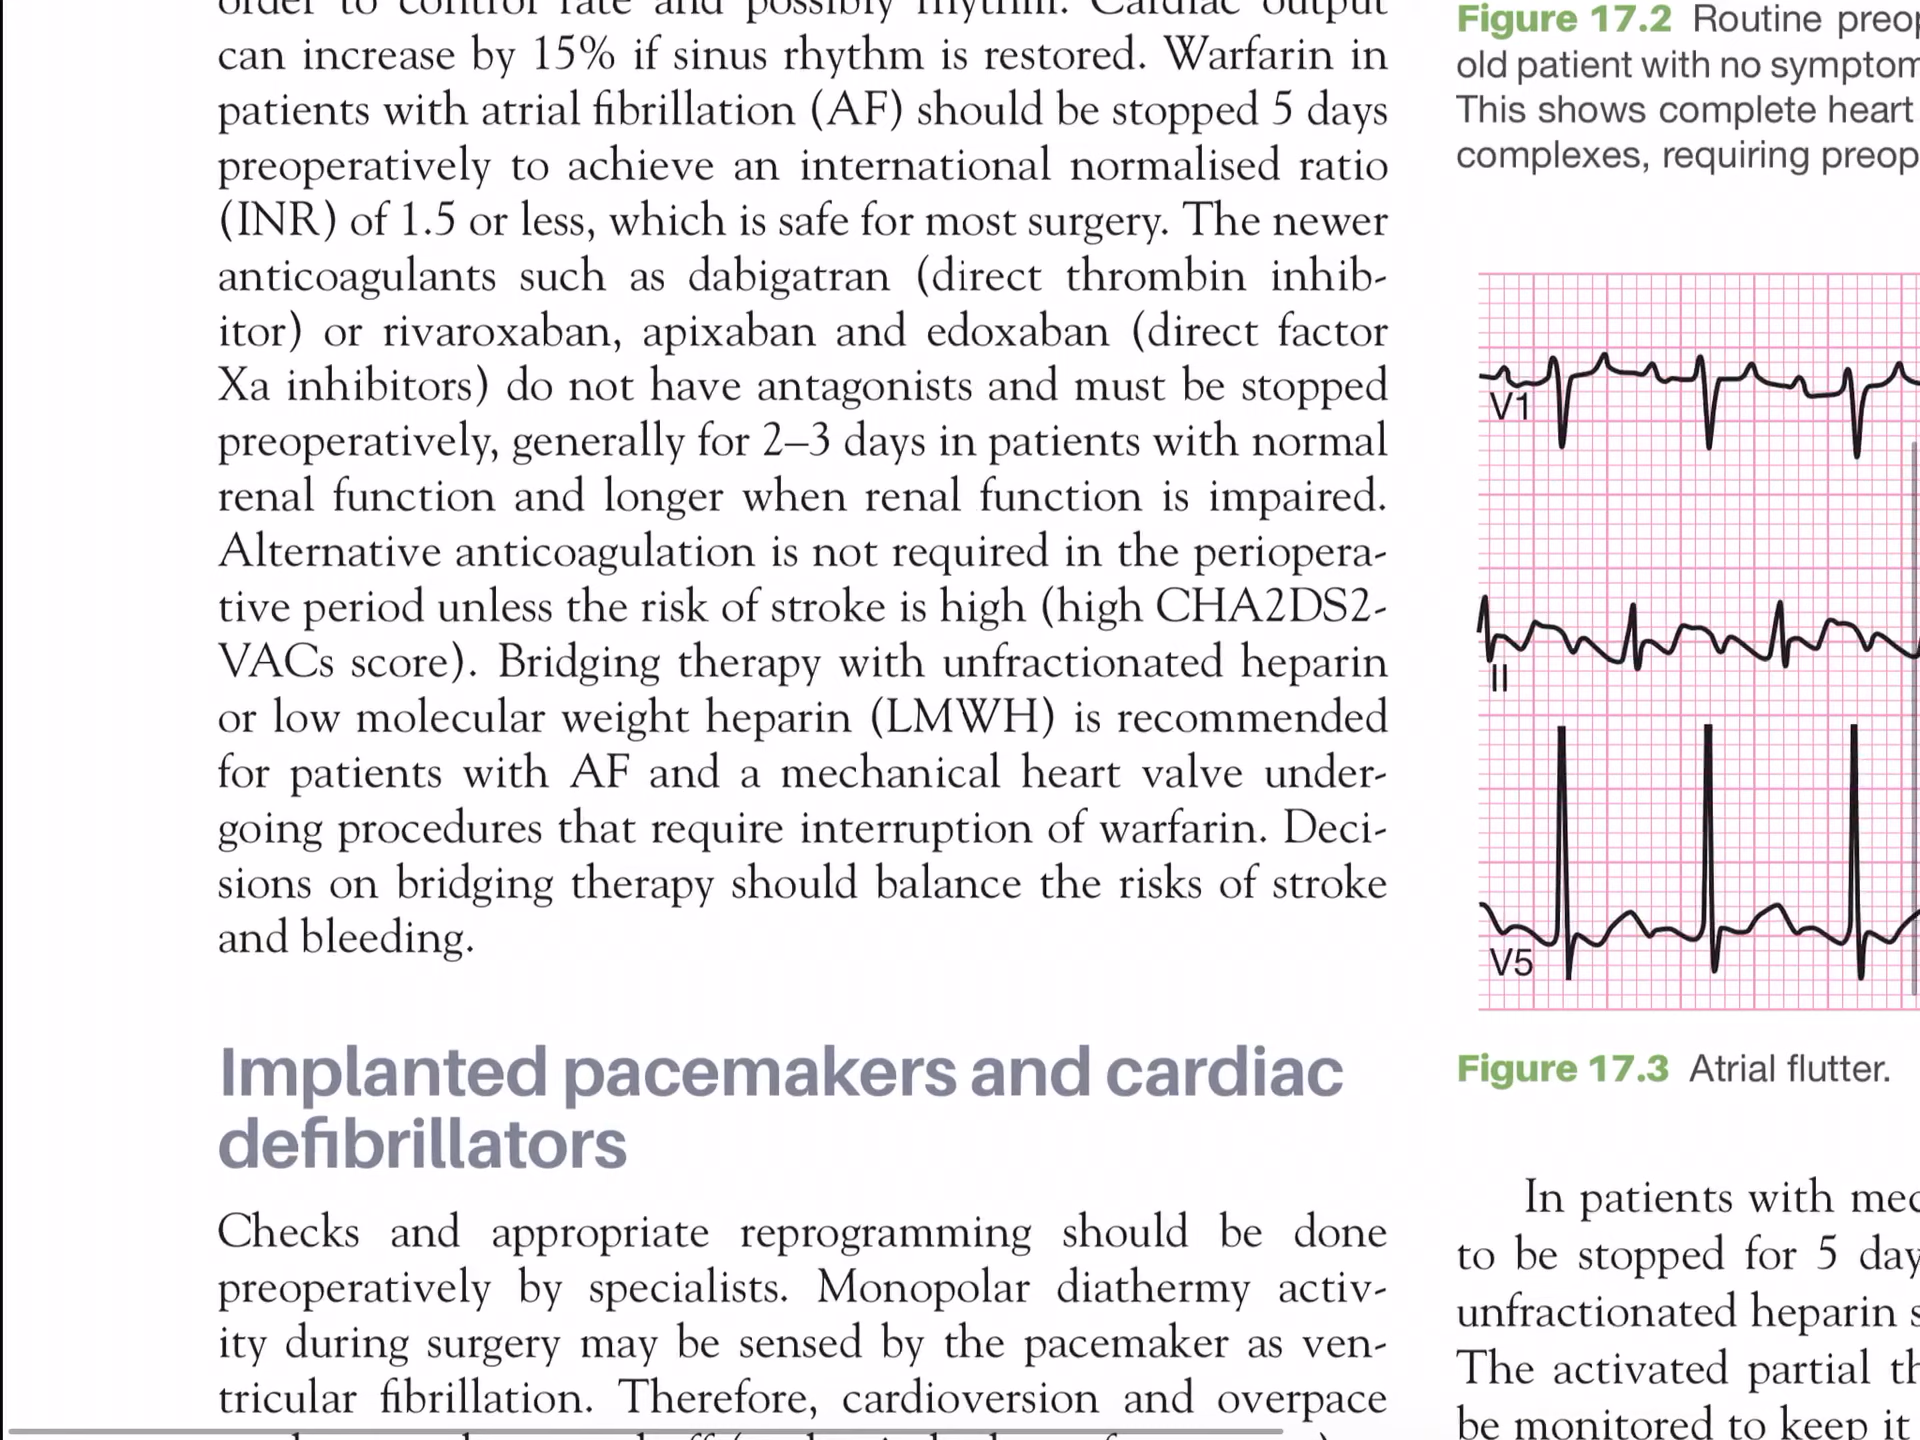 order to control rate and possibly rhythm. Cardiac output
can increase by 15% if sinus rhythm is restored. Warfarin in
patients with atrial fibrillation (AF) should be stopped 5 days
preoperatively to achieve an international normalised ratio
(INR) of 1.5 or less, which is safe for most surgery. The newer
anticoagulants such as dabigatran (direct thrombin inhib-
itor) or rivaroxaban, apixaban and edoxaban (direct factor
Xa inhibitors) do not have antagonists and must be stopped
preoperatively, generally for 2–3 days in patients with normal
renal function and longer when renal function is impaired.
Alternative anticoagulation is not required in the periopera-
tive period unless the risk of stroke is high (high CHA2DS2-
VACs score). Bridging therapy with unfractionated heparin
or low molecular weight heparin (LMWH) is recommended
for patients with AF and a mechanical heart valve under-
going procedures that require interruption of warfarin. Deci-
sions on bridging therapy should balance the risks of stroke
and bleeding.
Implanted pacemakers and cardiac
defibrillators
Checks and appropriate reprogramming should be done
preoperatively by specialists. Monopolar diathermy activ-
ity during surgery may be sensed by the pacemaker as ven-
tricular fibrillation. Therefore, cardioversion and overpace
Figure 17.2 Routine preop
old patient with no symptom
This shows complete heart
complexes, requiring preop
V1
II
V5
Figure 17.3 Atrial flutter.
In patients with mec
to be stopped for 5 day
unfractionated heparin s
The activated partial th
be monitored to keep it